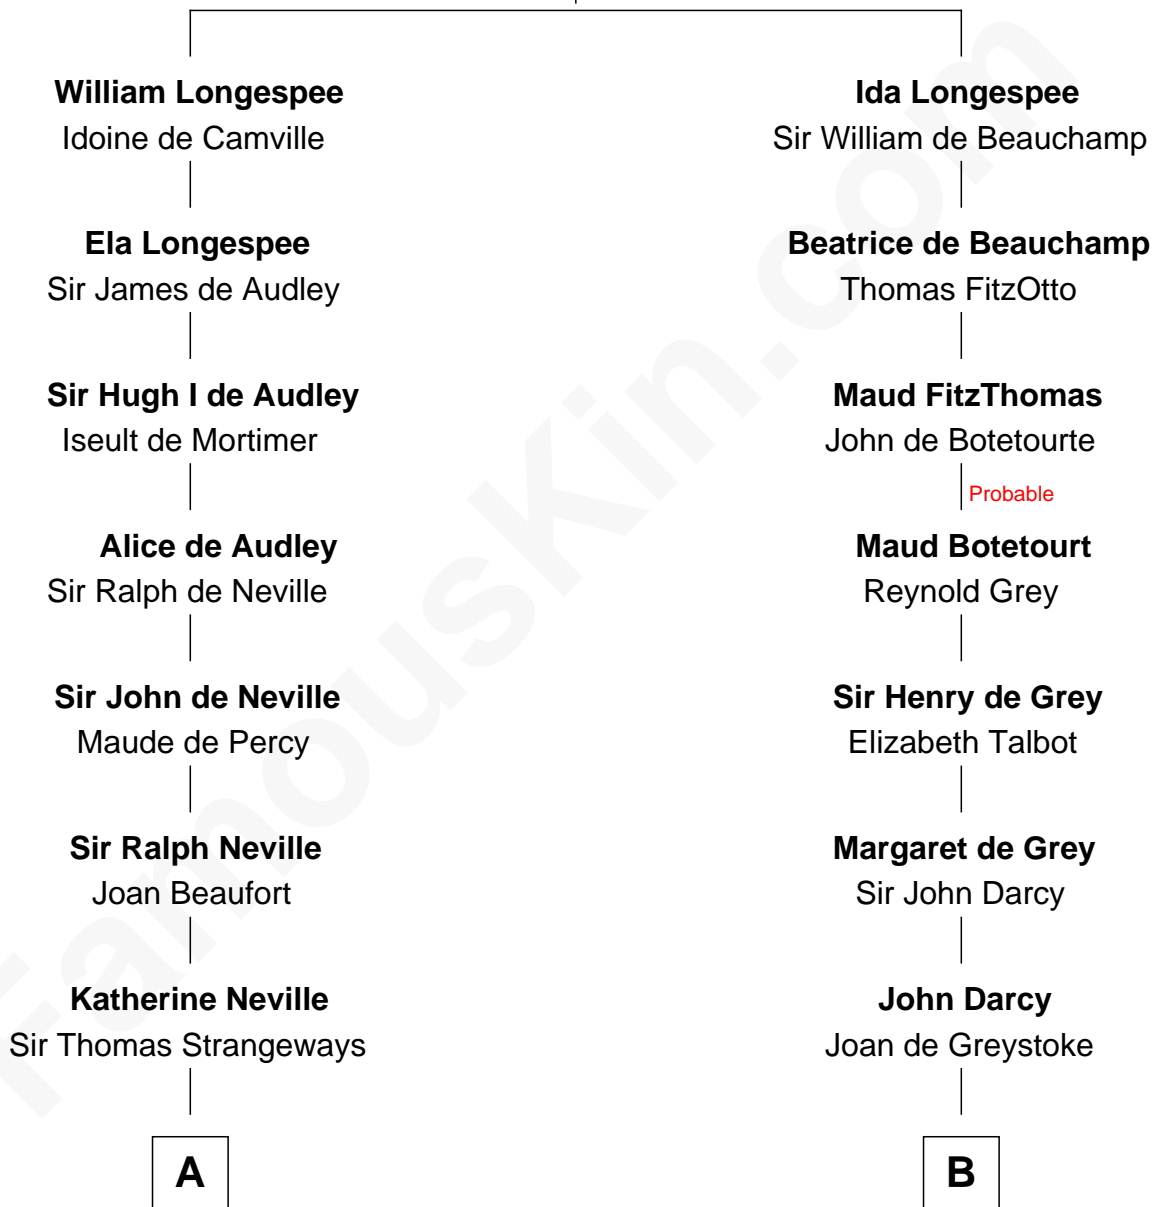 William Longespee
Idoine de Camville
Ela Longespee
Sir James de Audley
Sir Hugh I de Audley
Iseult de Mortimer
Alice de Audley
Sir Ralph de Neville
Sir John de Neville
Maude de Percy
Sir Ralph Neville
Joan Beaufort
Katherine Neville
Sir Thomas Strangeways
A
Ida Longespee
Sir William de Beauchamp
Beatrice de Beauchamp
Thomas FitzOtto
Maud FitzThomas
John de Botetourte
Probable
Maud Botetourt
Reynold Grey
Sir Henry de Grey
Elizabeth Talbot
Margaret de Grey
Sir John Darcy
John Darcy
Joan de Greystoke
B
FamousKin.com